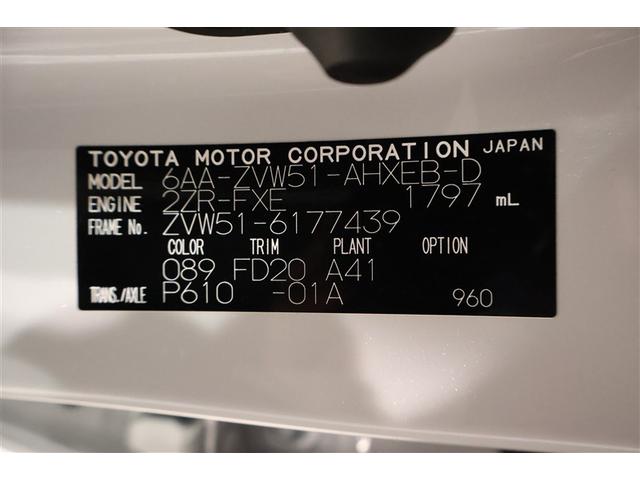 TOYOTA MOTOR CORPORATION JAPAN
MODEL 6AA-ZVW51-AHXEB-D
ENGINE 2ZR-FXE 1797 mL
FRAME No. ZVW51-6177439
COLOR TRIM PLANT OPTION
089 FD20 A41
TRANS./AXLE P610 -01A 960